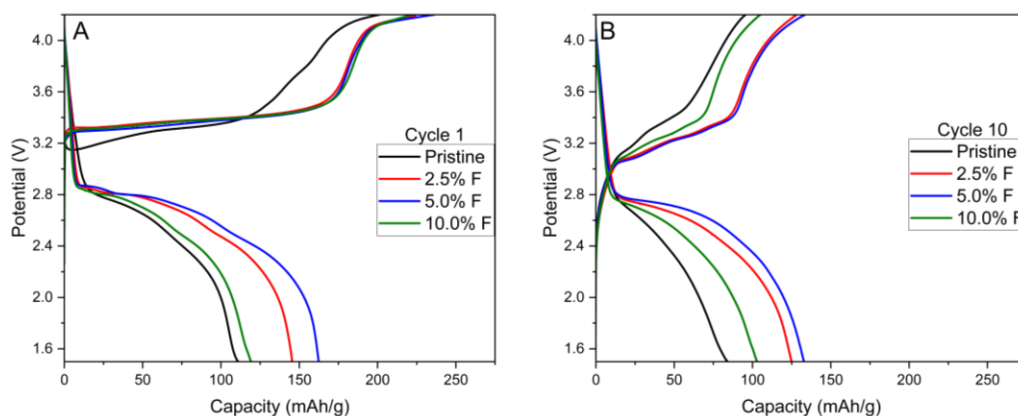 A
4.0
3.6
3.2
2.8
2.4
2.0
1.6
Potential (V)
Cycle 1
Pristine
2.5% F
5.0% F
10.0% F
0 50 100 150 200 250
Capacity (mAh/g)
B
4.0
3.6
3.2
2.8
2.4
2.0
1.6
Potential (V)
Cycle 10
Pristine
2.5% F
5.0% F
10.0% F
0 50 100 150 200 250
Capacity (mAh/g)